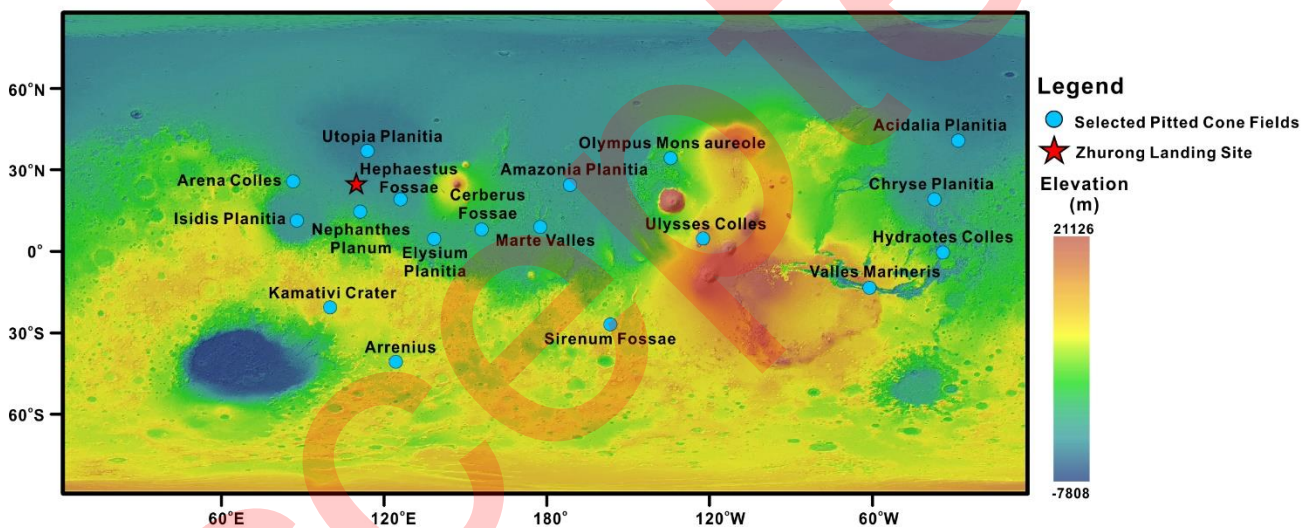 60°N
30°N
0°
30°S
60°S
Utopia Planitia
Hephaestus
Fossae
Arena Colles
Isidis Planitia
Nephanthes
Planum
Cerberus
Fossae
Elysium
Planitia
Marte Valles
Amazonia Planitia
Olympus Mons aureole
Ulysses Colles
Acidalia Planitia
Chryse Planitia
Hydraotes Colles
Valles Marineris
Kamativi Crater
Arrenius
Sirenum Fossae
60°E
120°E
180°
120°W
60°W
Legend
Selected Pitted Cone Fields
Zhurong Landing Site
Elevation
(m)
21126
-7808